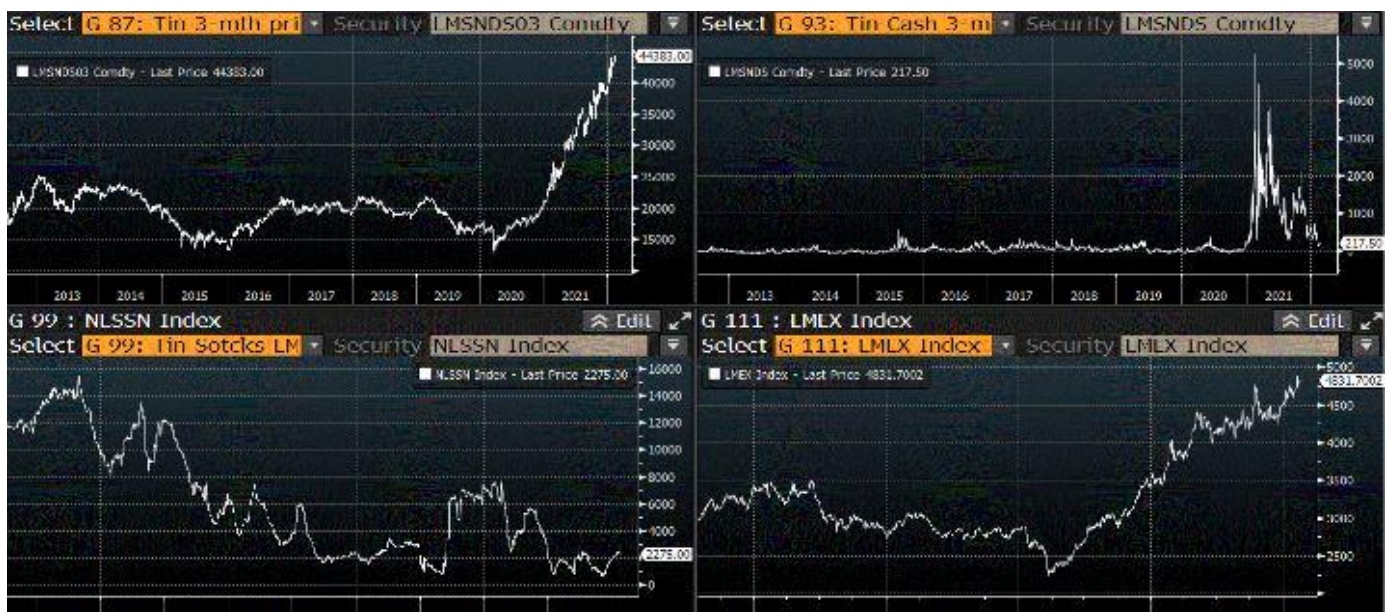 Select G 87: Tin 3-mth pri Security LMSNDS03 Comdty
LMSNDS03 Comdty - Last Price 44383.00
44383.00
40000
35000
30000
25000
20000
15000
2013 2014 2015 2016 2017 2018 2019 2020 2021
Select G 93: Tin Cash 3-m Security LMSNDS Comdty
LMSNDS Comdty - Last Price 217.50
5000
4000
3000
2000
1000
217.50
0
2013 2014 2015 2016 2017 2018 2019 2020 2021
G 99 : NLSSN Index Edit
Select G 99: Tin Sotcks LM Security NLSSN Index
NLSSN Index - Last Price 2275.00
16000
14000
12000
10000
8000
6000
4000
2275.00
0
G 111 : LMEX Index Edit
Select G 111: LMEX Index Security LMEX Index
LMEX Index - Last Price 4831.7002
5000
4831.7002
4500
4000
3500
3000
2500